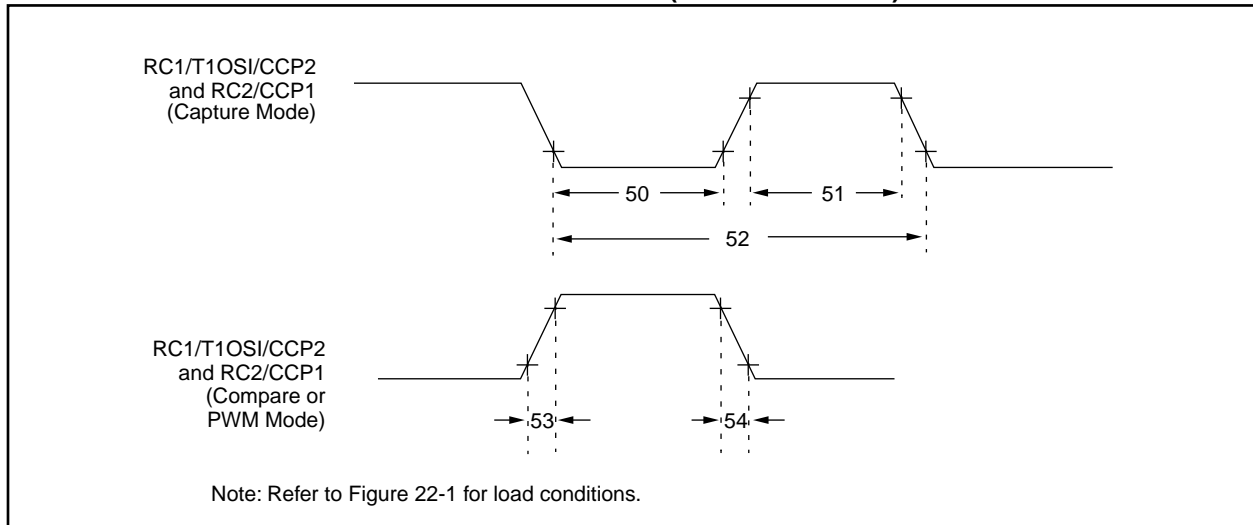 RC1/T1OSI/CCP2
and RC2/CCP1
(Capture Mode)
50
51
52
RC1/T1OSI/CCP2
and RC2/CCP1
(Compare or
PWM Mode)
53
54
Note: Refer to Figure 22-1 for load conditions.